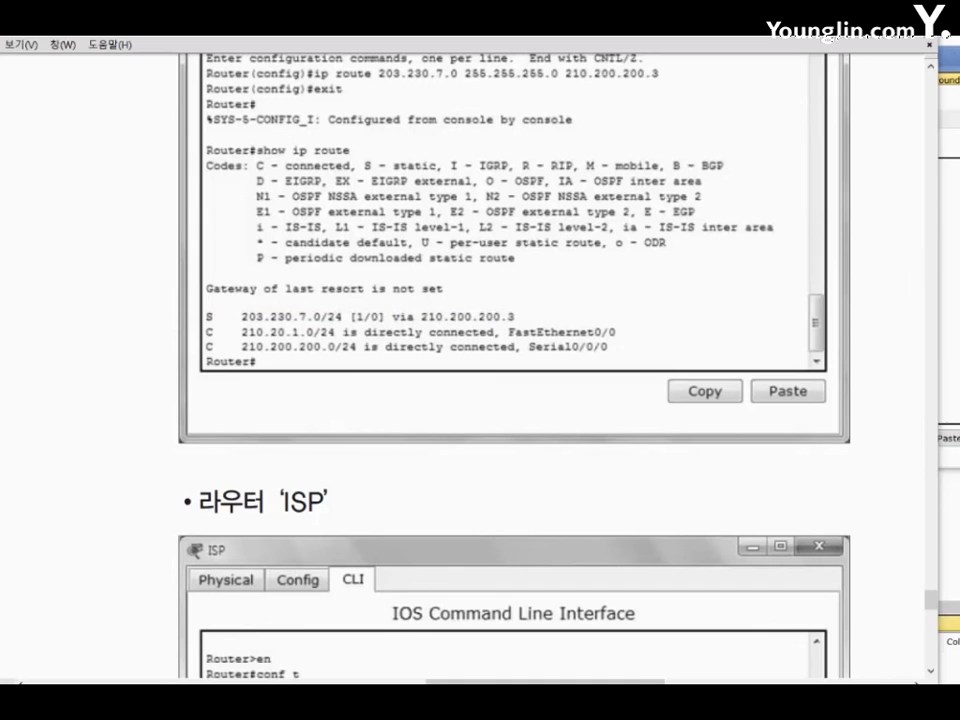 Younglin.com Y.
보기(V) 창(W) 도움말(H)
Enter configuration commands, one per line. End with CNTL/Z.
Router(config)#ip route 203.230.7.0 255.255.255.0 210.200.200.3
Router(config)#exit
Router#
%SYS-5-CONFIG_I: Configured from console by console
Router#show ip route
Codes: C - connected, S - static, I - IGRP, R - RIP, M - mobile, B - BGP
D - EIGRP, EX - EIGRP external, O - OSPF, IA - OSPF inter area
N1 - OSPF NSSA external type 1, N2 - OSPF NSSA external type 2
E1 - OSPF external type 1, E2 - OSPF external type 2, E - EGP
i - IS-IS, L1 - IS-IS level-1, L2 - IS-IS level-2, ia - IS-IS inter area
* - candidate default, U - per-user static route, o - ODR
P - periodic downloaded static route
Gateway of last resort is not set
S 203.230.7.0/24 [1/0] via 210.200.200.3
C 210.20.1.0/24 is directly connected, FastEthernet0/0
C 210.200.200.0/24 is directly connected, Serial0/0/0
Router#
Copy Paste
Paste
• 라우터 ‘ISP’
ISP
Physical Config CLI
IOS Command Line Interface
Router>en
Router#conf t